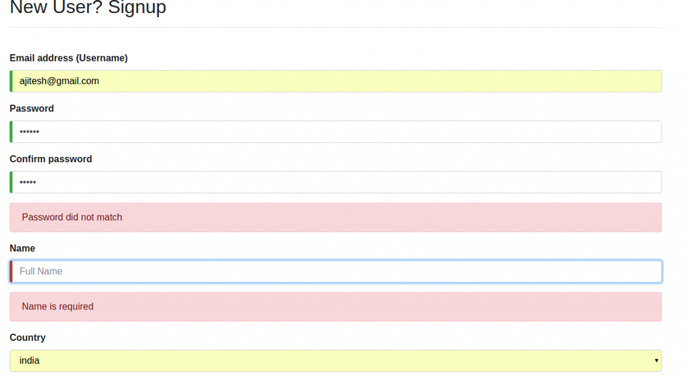 New User? Signup
Email address (Username)
ajitesh@gmail.com
Password
••••••
Confirm password
•••••
Password did not match
Name
Full Name
Name is required
Country
india